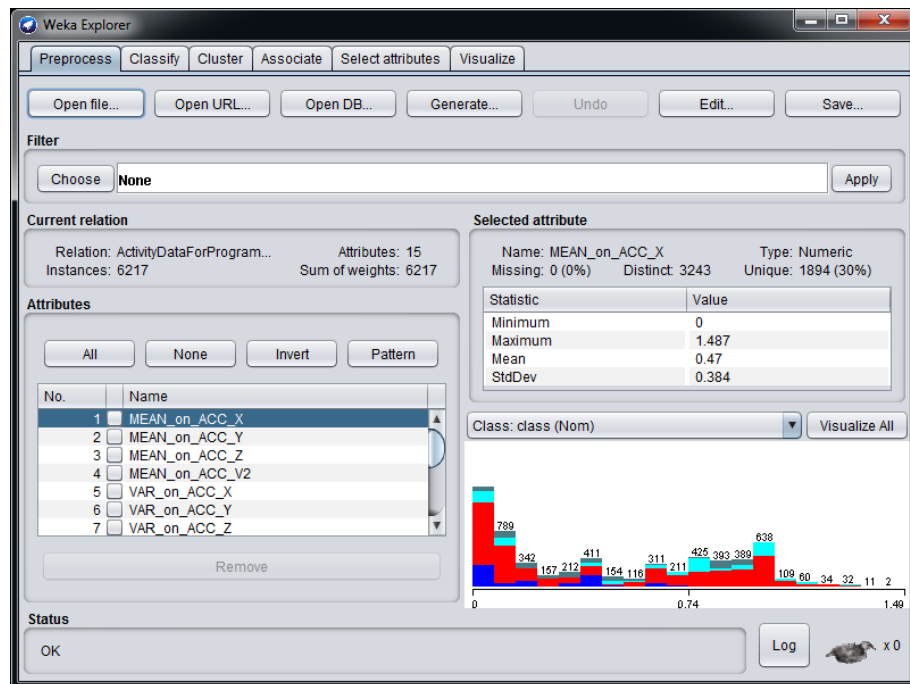 Weka Explorer
Preprocess Classify Cluster Associate Select attributes Visualize
Open file... Open URL... Open DB... Generate... Undo Edit... Save...
Filter
Choose None Apply
Current relation
Relation: ActivityDataForProgram... Attributes: 15
Instances: 6217 Sum of weights: 6217
Attributes
All None Invert Pattern
No. Name
1 MEAN_on_ACC_X
2 MEAN_on_ACC_Y
3 MEAN_on_ACC_Z
4 MEAN_on_ACC_V2
5 VAR_on_ACC_X
6 VAR_on_ACC_Y
7 VAR_on_ACC_Z
Remove
Selected attribute
Name: MEAN_on_ACC_X Type: Numeric
Missing: 0 (0%) Distinct: 3243 Unique: 1894 (30%)
Statistic Value
Minimum 0
Maximum 1.487
Mean 0.47
StdDev 0.384
Class: class (Nom) Visualize All
789 342 157 212 411 154 116 311 211 425 393 389 638 109 60 34 32 11 2
0 0.74 1.49
Status
OK Log x 0